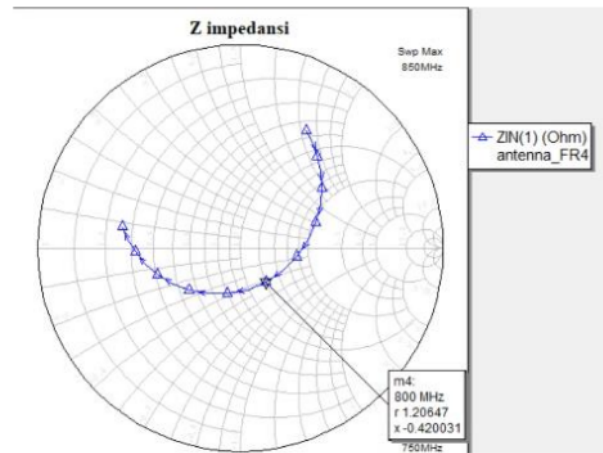 Z impedansi
Swp Max
850MHz
ZIN(1) (Ohm)
antenna_FR4
m4:
800 MHz
r 1.20647
x -0.420031
750MHz